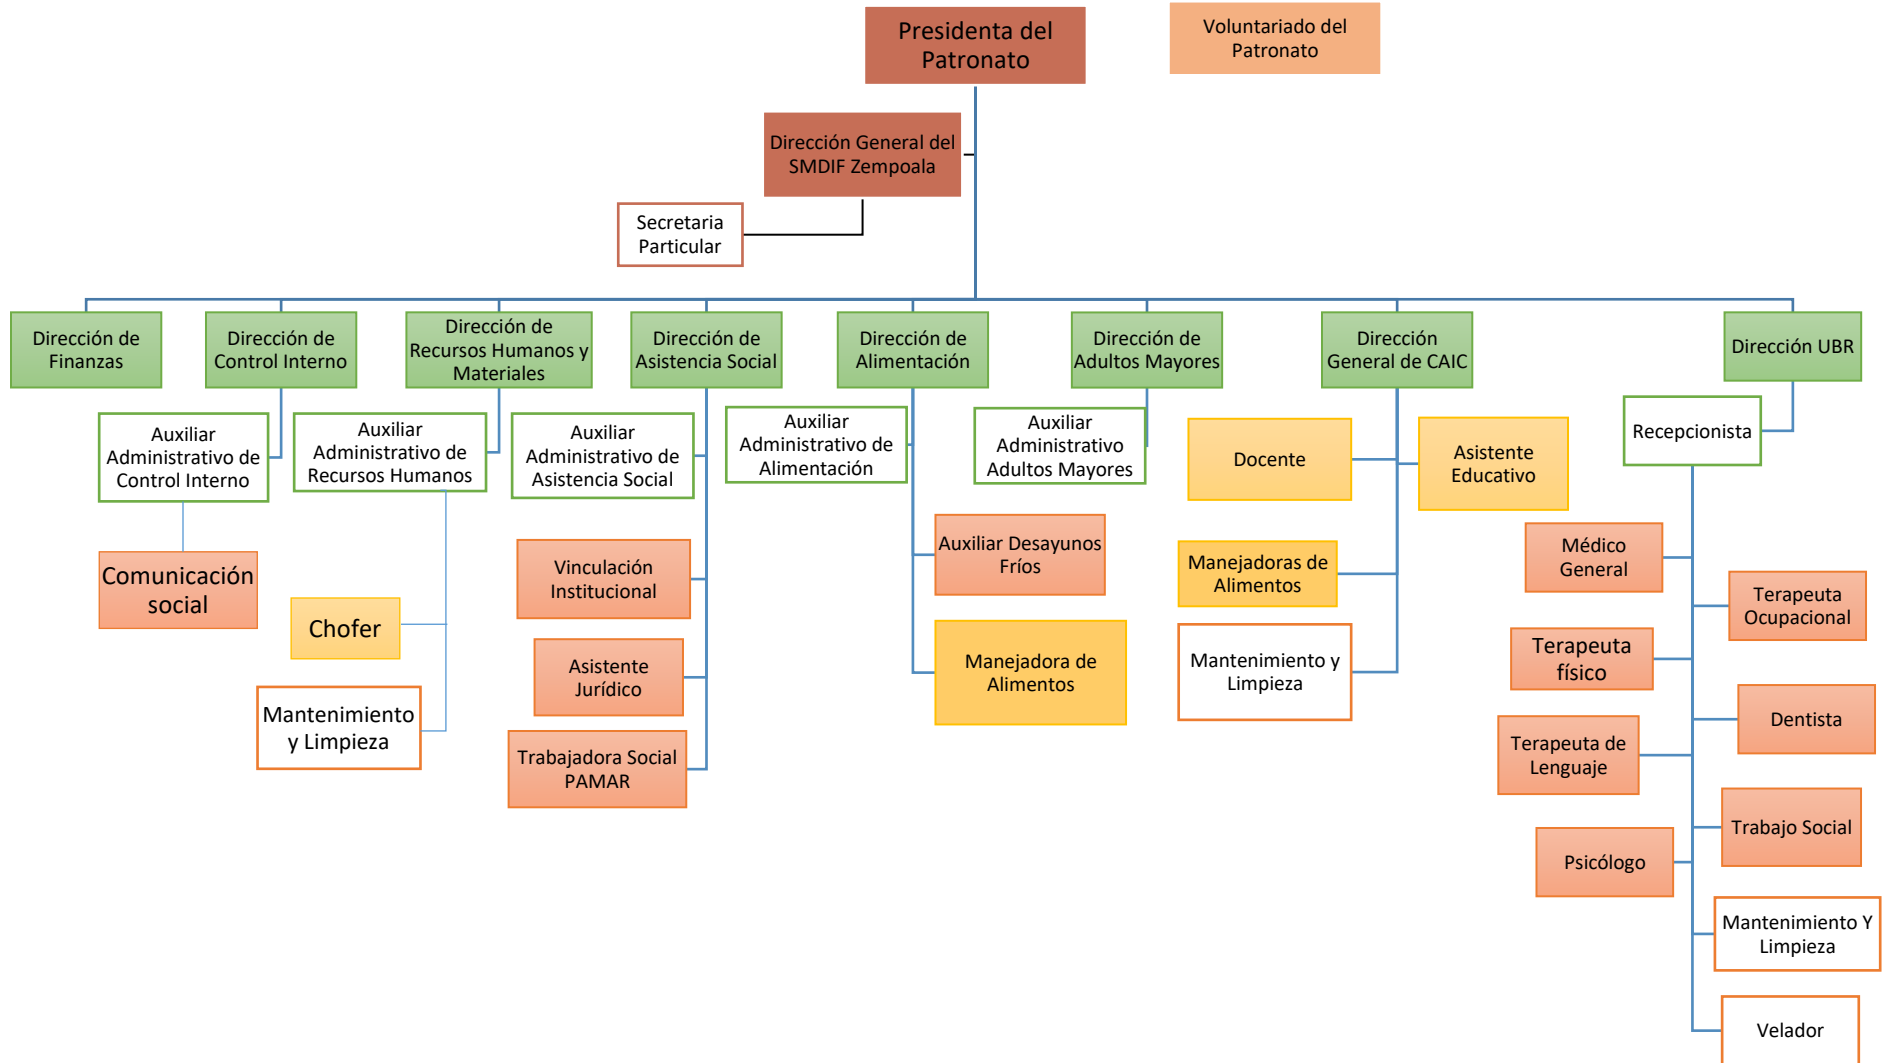 Presidenta del
Patronato
Voluntariado del
Patronato
Dirección General del
SMDIF Zempoala
Secretaria
Particular
Dirección de
Finanzas
Dirección de
Control Interno
Dirección de
Recursos Humanos y
Materiales
Dirección de
Asistencia Social
Dirección de
Alimentación
Dirección de
Adultos Mayores
Dirección
General de CAIC
Dirección UBR
Auxiliar
Administrativo de
Control Interno
Auxiliar
Administrativo de
Recursos Humanos
Auxiliar
Administrativo de
Asistencia Social
Auxiliar
Administrativo de
Alimentación
Auxiliar
Administrativo
Adultos Mayores
Docente
Asistente
Educativo
Recepcionista
Comunicación
social
Chofer
Mantenimiento
y Limpieza
Vinculación
Institucional
Asistente
Jurídico
Trabajadora Social
PAMAR
Auxiliar Desayunos
Fríos
Manejadora de
Alimentos
Manejadoras de
Alimentos
Mantenimiento y
Limpieza
Médico
General
Terapeuta
Ocupacional
Terapeuta
físico
Dentista
Terapeuta de
Lenguaje
Trabajo Social
Psicólogo
Mantenimiento Y
Limpieza
Velador